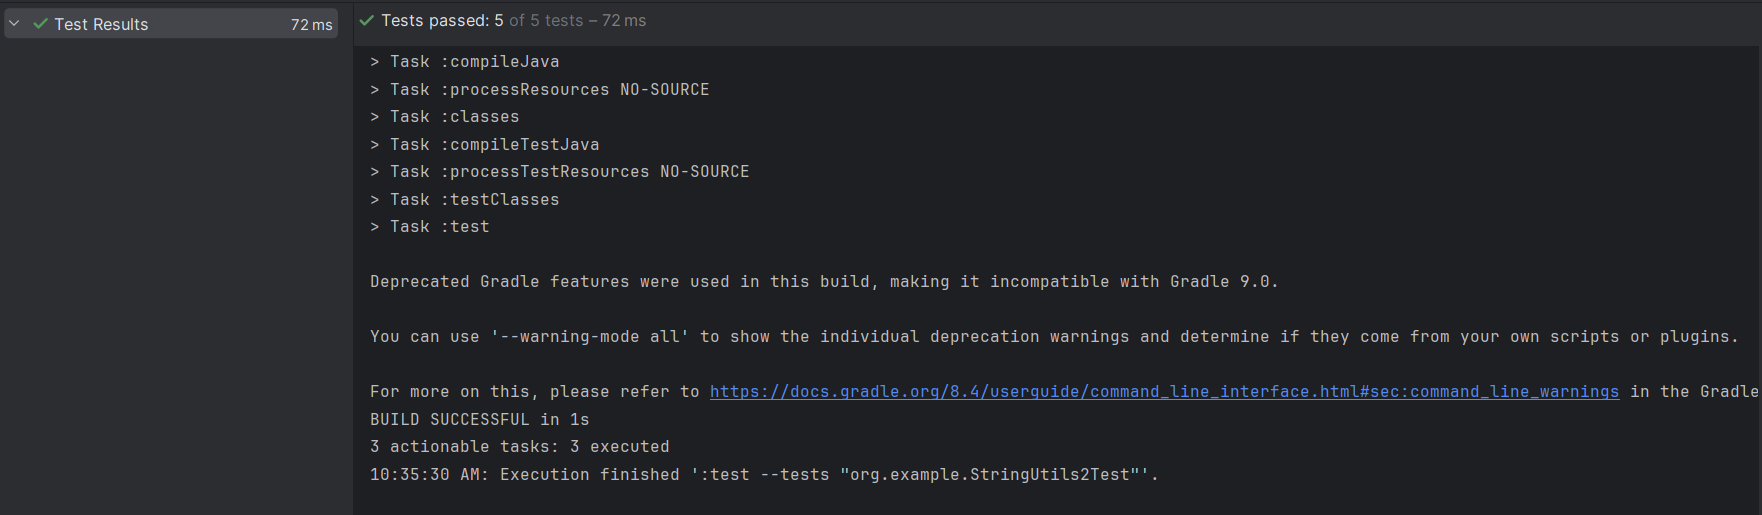 Test Results 72 ms
Tests passed: 5 of 5 tests – 72 ms
> Task :compileJava
> Task :processResources NO-SOURCE
> Task :classes
> Task :compileTestJava
> Task :processTestResources NO-SOURCE
> Task :testClasses
> Task :test
Deprecated Gradle features were used in this build, making it incompatible with Gradle 9.0.
You can use '--warning-mode all' to show the individual deprecation warnings and determine if they come from your own scripts or plugins.
For more on this, please refer to https://docs.gradle.org/8.4/userguide/command_line_interface.html#sec:command_line_warnings in the Gradle
BUILD SUCCESSFUL in 1s
3 actionable tasks: 3 executed
10:35:30 AM: Execution finished ':test --tests "org.example.StringUtils2Test"'.